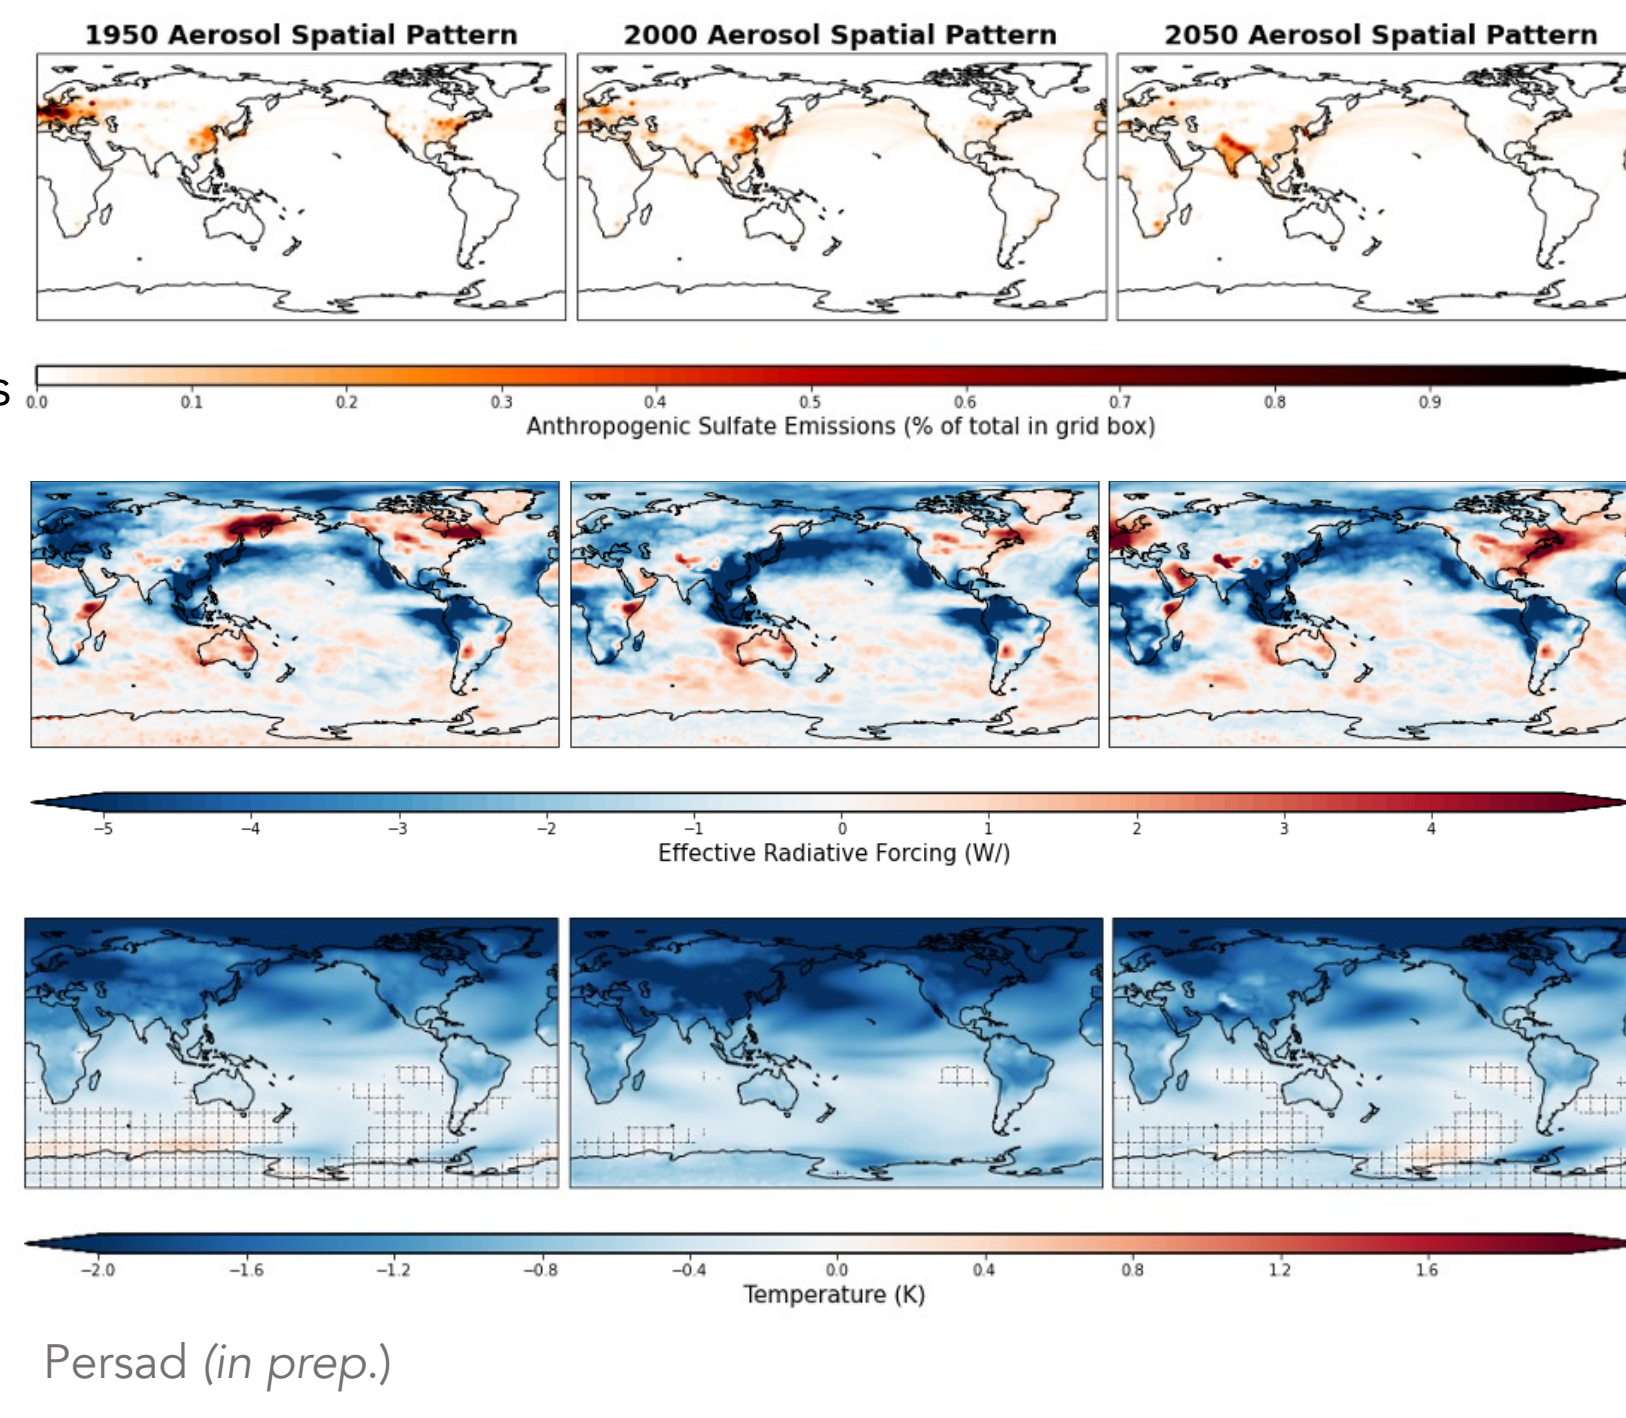 1950 Aerosol Spatial Pattern 2000 Aerosol Spatial Pattern 2050 Aerosol Spatial Pattern
s
0.0 0.1 0.2 0.3 0.4 0.5 0.6 0.7 0.8 0.9
Anthropogenic Sulfate Emissions (% of total in grid box)
−5 −4 −3 −2 −1 0 1 2 3 4
Effective Radiative Forcing (W/)
−2.0 −1.6 −1.2 −0.8 −0.4 0.0 0.4 0.8 1.2 1.6
Temperature (K)
Persad (in prep.)